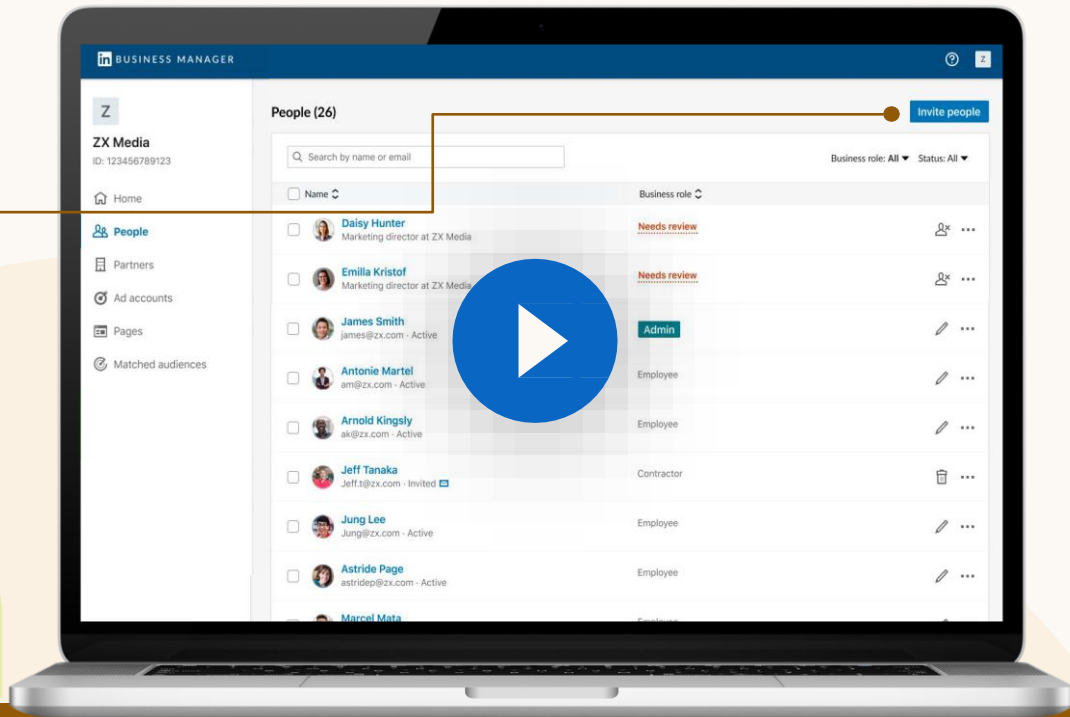 in BUSINESS MANAGER
Z
Z
ZX Media
ID: 123456789123
Home
People
Partners
Ad accounts
Pages
Matched audiences
People (26)
Invite people
Search by name or email
Business role: All
Status: All
Name
Business role
Daisy Hunter
Marketing director at ZX Media
Needs review
Emilla Kristof
Marketing director at ZX Media
Needs review
James Smith
james@zx.com · Active
Admin
Antonie Martel
am@zx.com · Active
Employee
Arnold Kingsly
ak@zx.com · Active
Employee
Jeff Tanaka
Jeff.t@zx.com · Invited
Contractor
Jung Lee
Jung@zx.com · Active
Employee
Astride Page
astridep@zx.com · Active
Employee
Marcel Mata
Employee